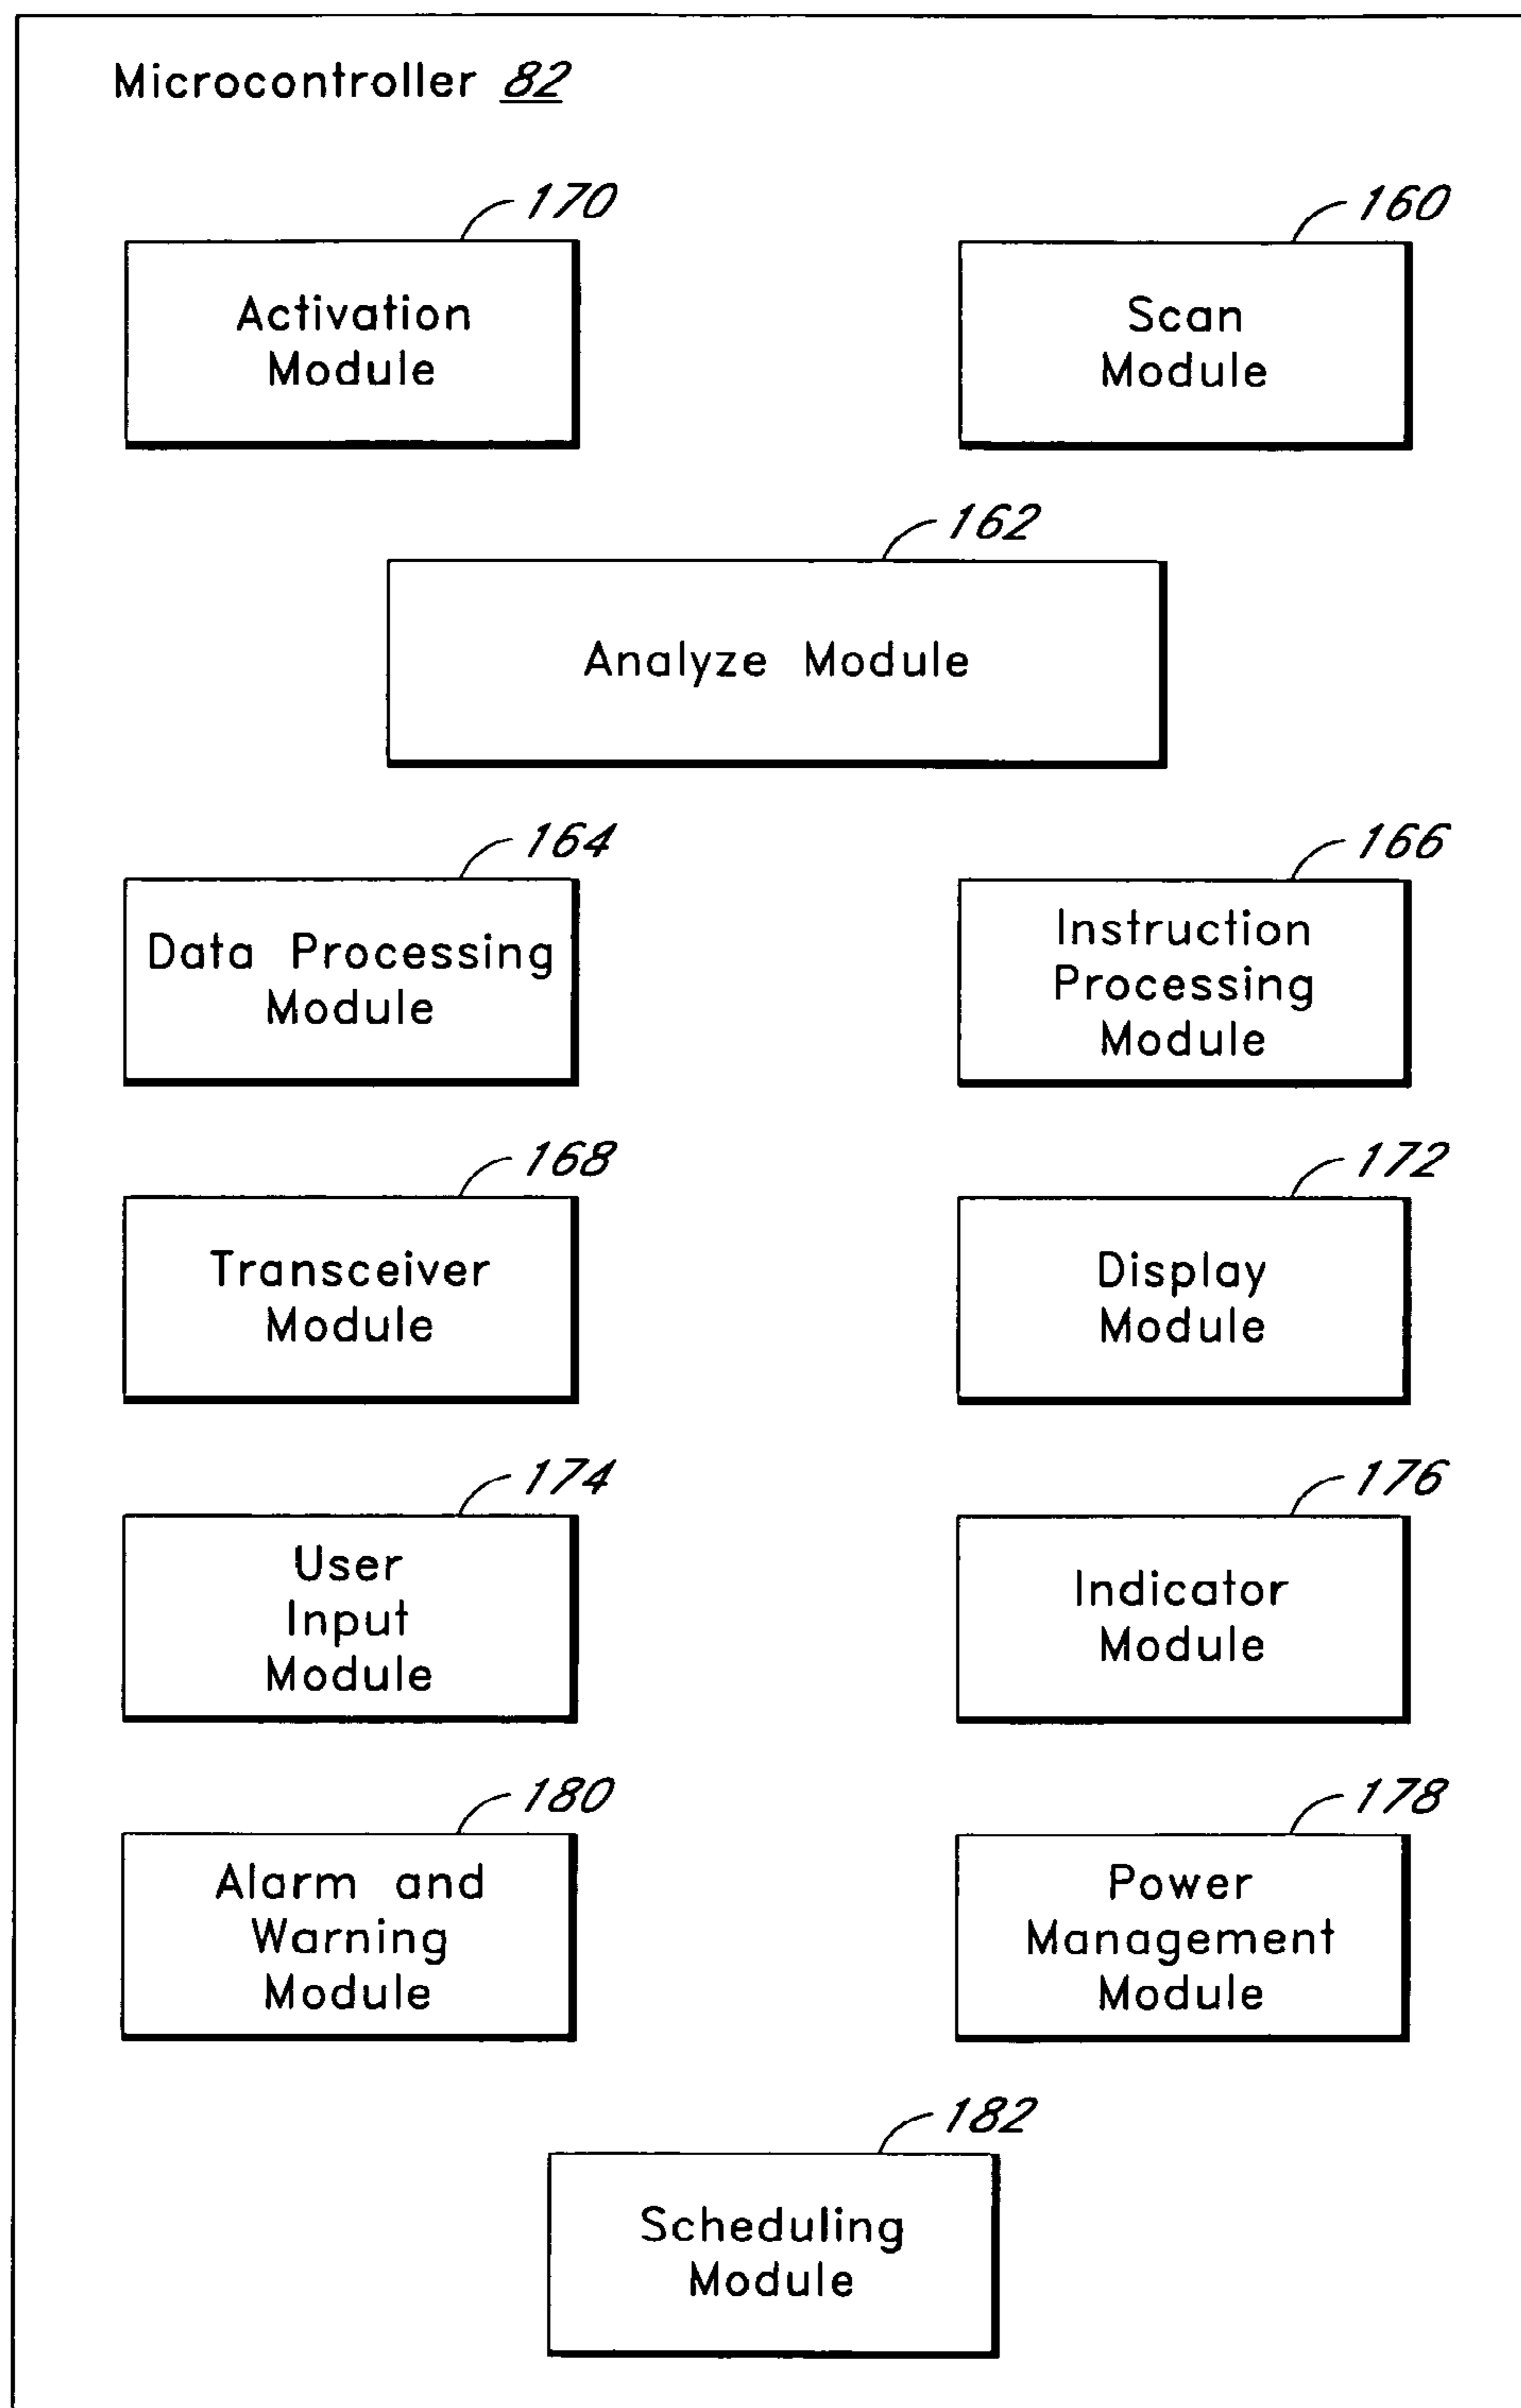 Microcontroller 82
170
160
Activation
Module
Scan
Module
162
Analyze Module
164
166
Data Processing
Module
Instruction
Processing
Module
168
172
Transceiver
Module
Display
Module
174
176
User
Input
Module
Indicator
Module
180
178
Alarm and
Warning
Module
Power
Management
Module
182
Scheduling
Module